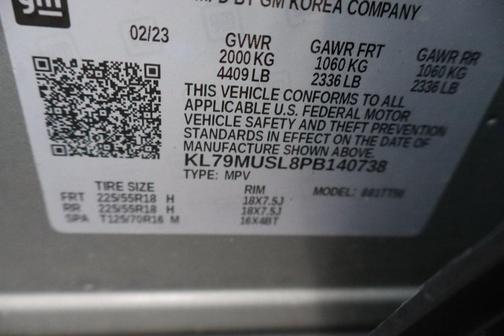 gm
MFD BY GM KOREA COMPANY
02/23 GVWR GAWR FRT GAWR RR
2000 KG 1060 KG 1060 KG
4409 LB 2336 LB 2336 LB
THIS VEHICLE CONFORMS TO ALL
APPLICABLE U.S. FEDERAL MOTOR
VEHICLE SAFETY AND THEFT PREVENTION
STANDARDS IN EFFECT ON THE DATE OF
MANUFACTURE SHOWN ABOVE.
KL79MUSL8PB140738
TYPE: MPV
TIRE SIZE RIM MODEL:
FRT 225/55R18 H 18X7.5J
RR 225/55R18 H 18X7.5J
SPA T125/70R16 M 16X4BT